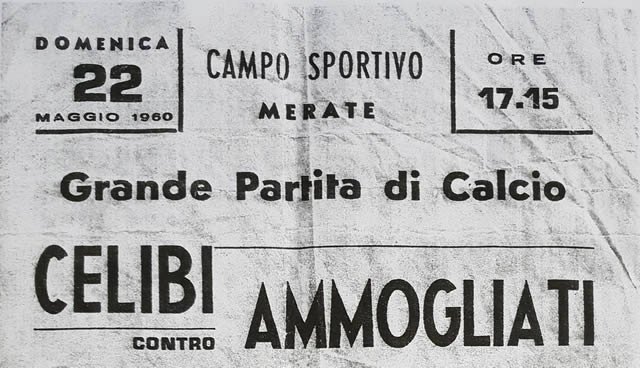 DOMENICA
22
MAGGIO 1960
CAMPO SPORTIVO
MERATE
ORE
17.15
Grande Partita di Calcio
CELIBI
CONTRO
AMMOGLIATI